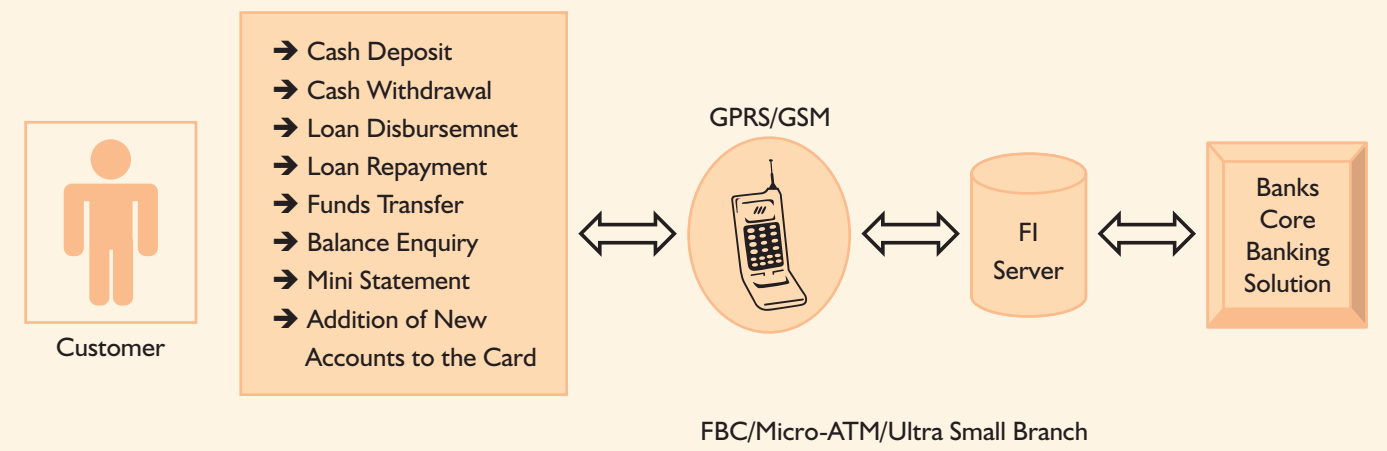 Customer
➔ Cash Deposit
➔ Cash Withdrawal
➔ Loan Disbursemnet
➔ Loan Repayment
➔ Funds Transfer
➔ Balance Enquiry
➔ Mini Statement
➔ Addition of New
Accounts to the Card
GPRS/GSM
FI
Server
Banks
Core
Banking
Solution
FBC/Micro-ATM/Ultra Small Branch